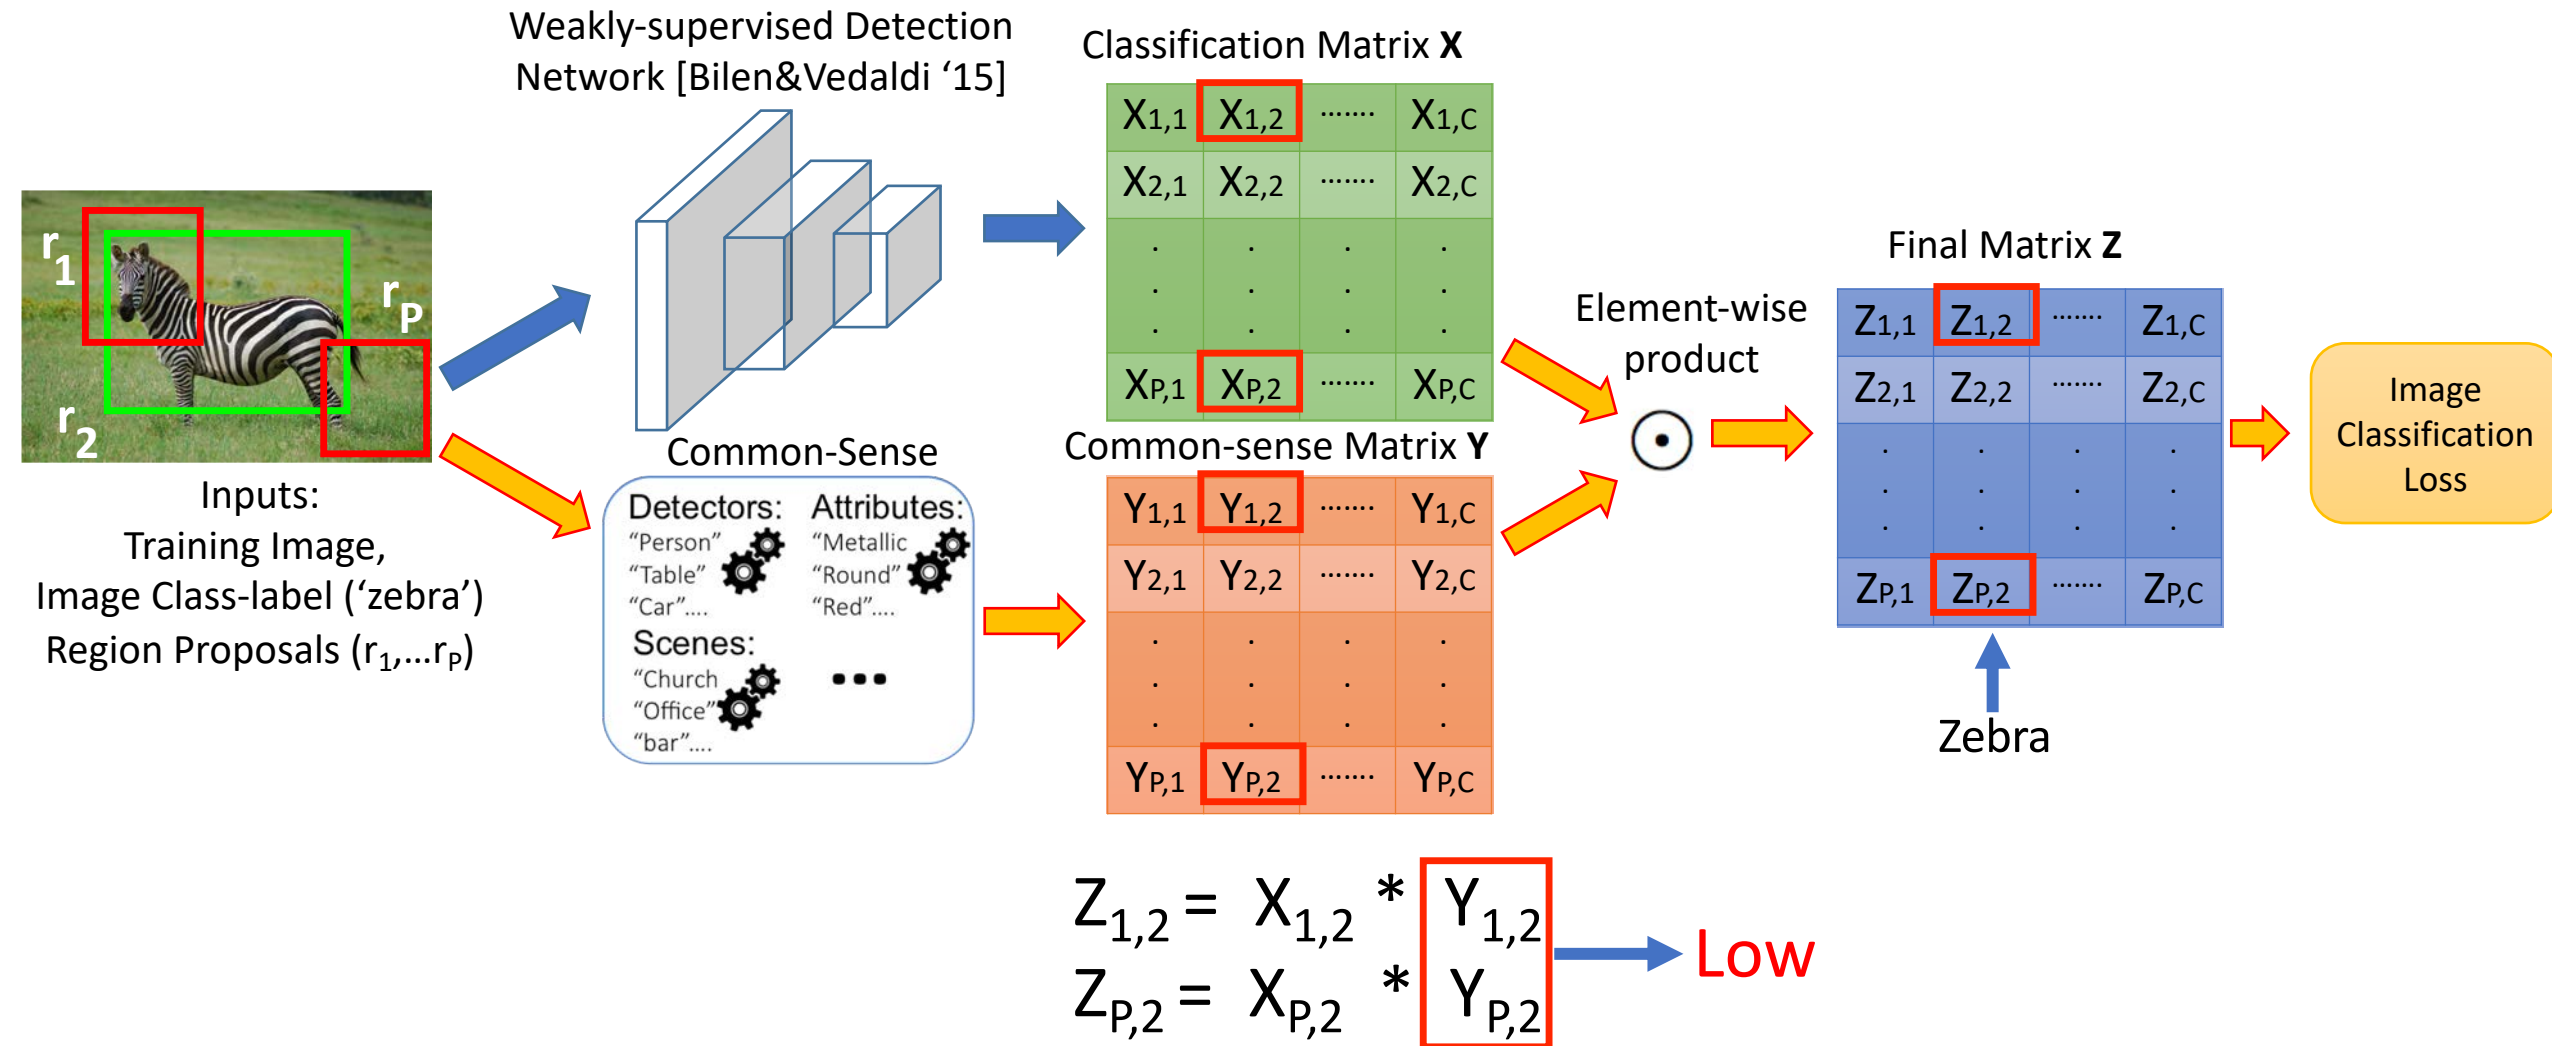 Weakly-supervised Detection
Network [Bilen&Vedaldi ‘15]
Classification Matrix X
X1,1 X1,2 ....... X1,C
X2,1 X2,2 ....... X2,C
. . . .
. . . .
. . . .
XP,1 XP,2 ....... XP,C
r1
rP
r2
Inputs:
Training Image,
Image Class-label (‘zebra’)
Region Proposals (r1,...rP)
Common-Sense
Detectors:
“Person”
“Table”
“Car”....
Attributes:
“Metallic
“Round”
“Red”....
Scenes:
“Church
“Office”
“bar”....
...
Common-sense Matrix Y
Y1,1 Y1,2 ....... Y1,C
Y2,1 Y2,2 ....... Y2,C
. . . .
. . . .
. . . .
YP,1 YP,2 ....... YP,C
Element-wise
product
Final Matrix Z
Z1,1 Z1,2 ....... Z1,C
Z2,1 Z2,2 ....... Z2,C
. . . .
. . . .
. . . .
ZP,1 ZP,2 ....... ZP,C
Zebra
Image
Classification
Loss
Z1,2 = X1,2 * Y1,2
ZP,2 = XP,2 * YP,2
Low